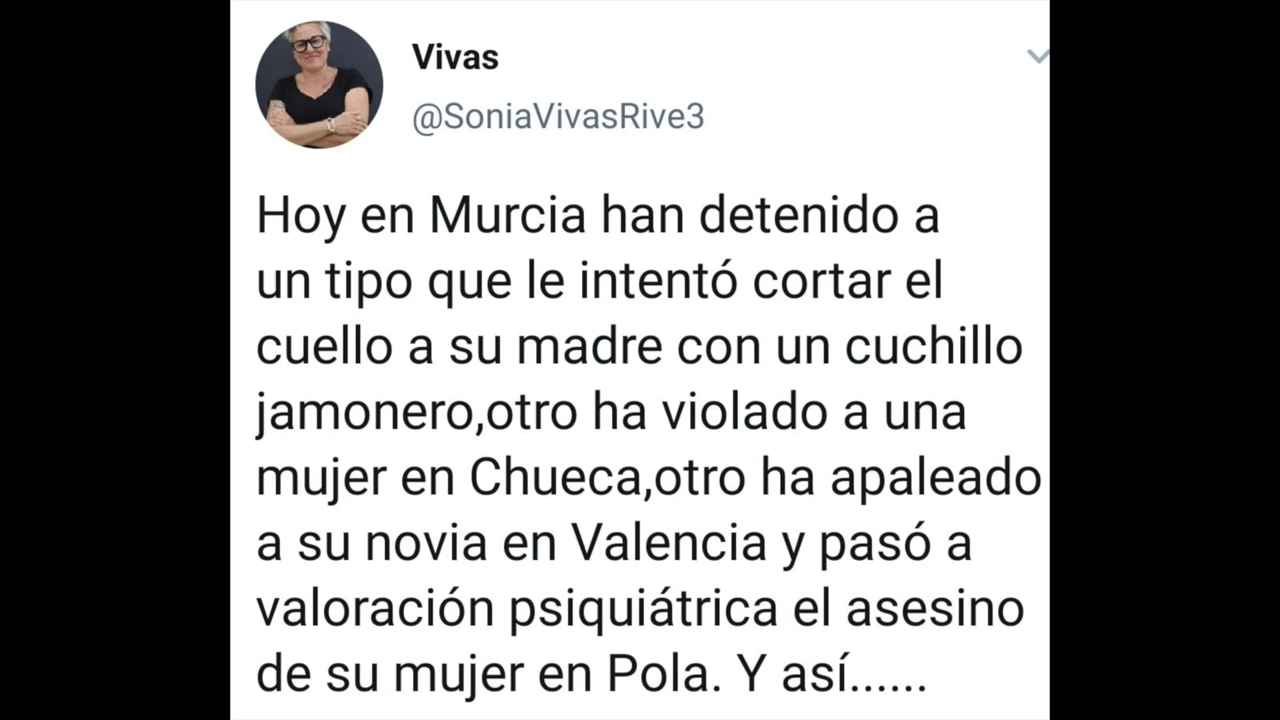 Vivas
@SoniaVivasRive3
Hoy en Murcia han detenido a
un tipo que le intentó cortar el
cuello a su madre con un cuchillo
jamonero,otro ha violado a una
mujer en Chueca,otro ha apaleado
a su novia en Valencia y pasó a
valoración psiquiátrica el asesino
de su mujer en Pola. Y así......